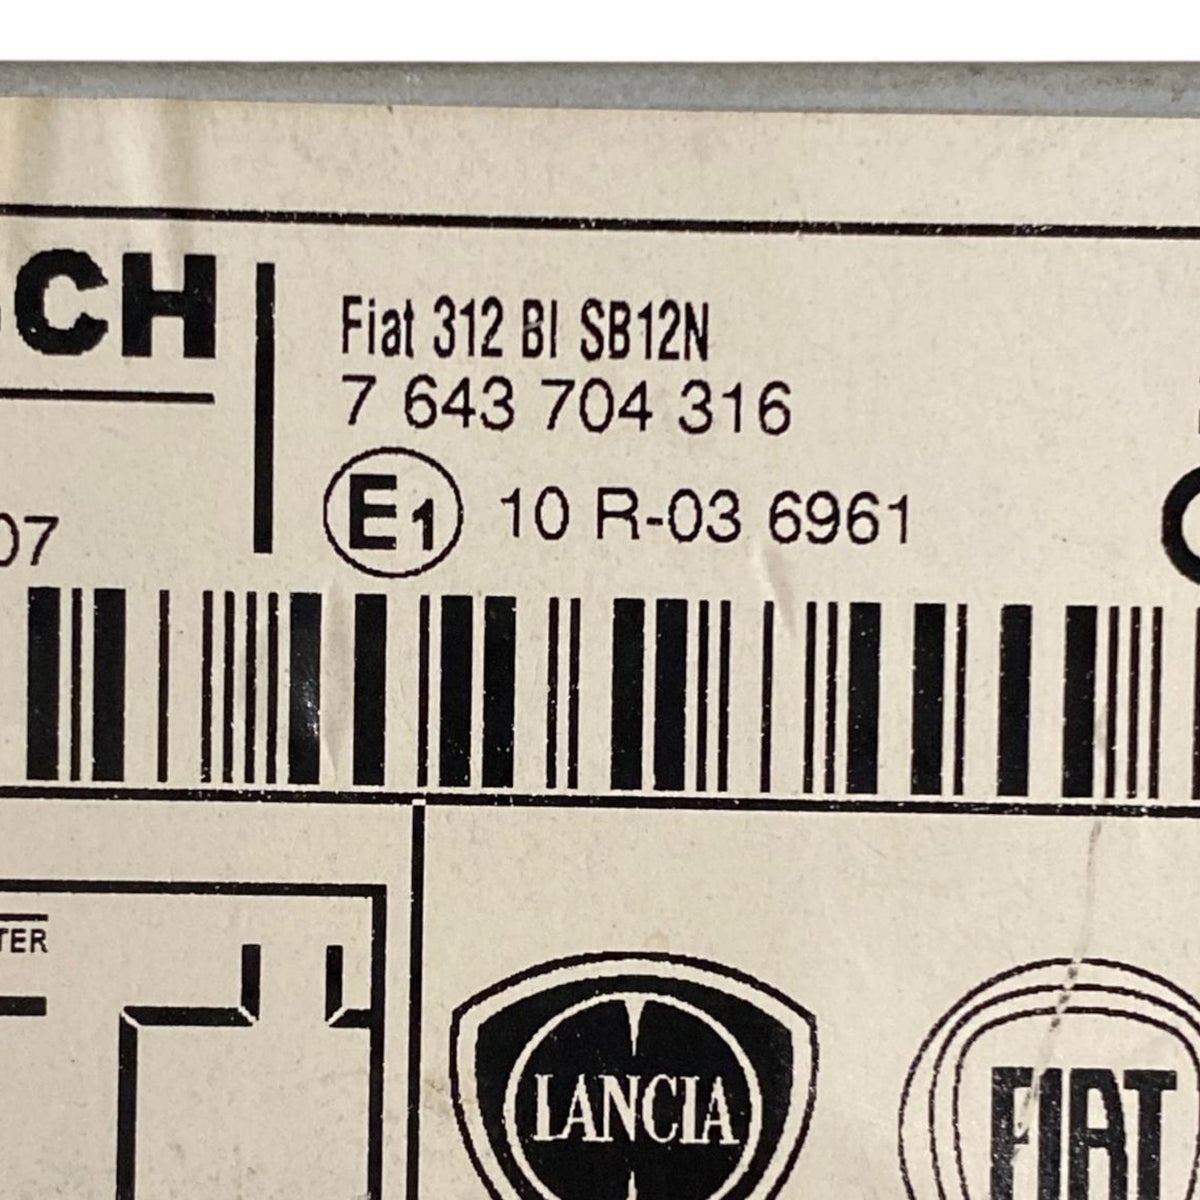 CH
Fiat 312 BI SB12N
7 643 704 316
E1 10 R-03 6961
07
TER
LANCIA
FIAT